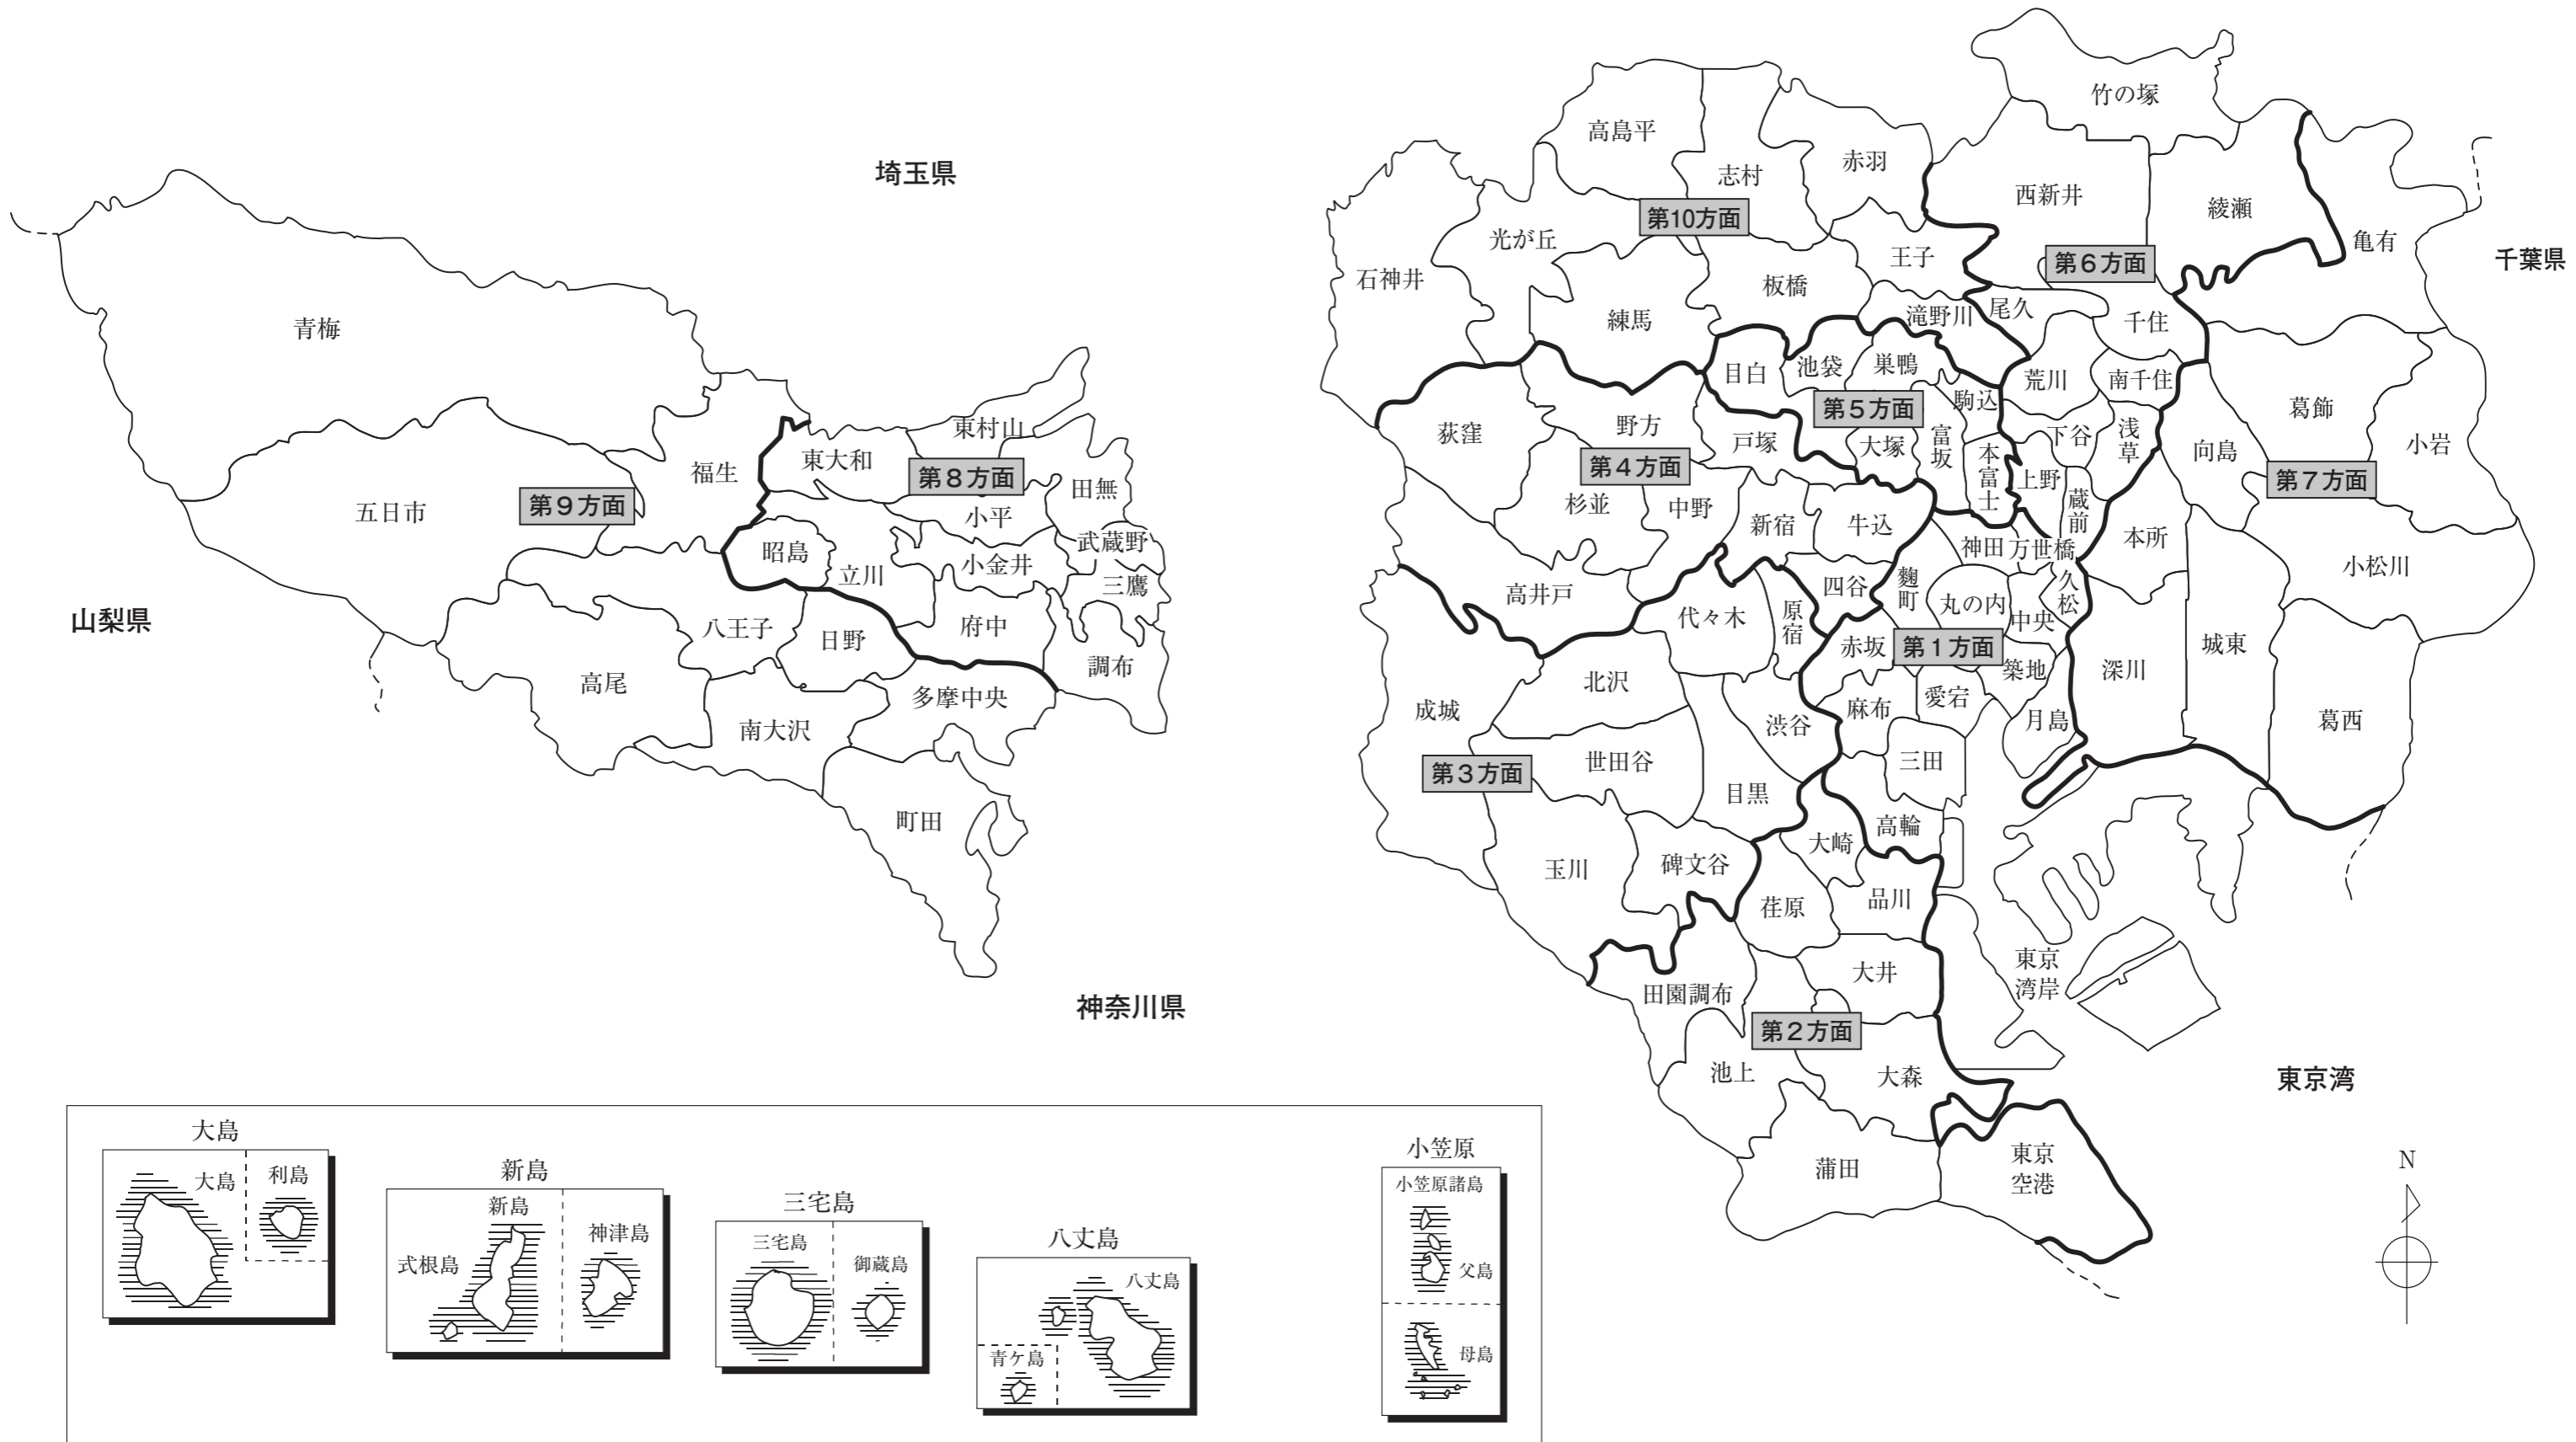 埼玉県
山梨県
神奈川県
千葉県
東京湾
青梅
五日市
第９方面
福生
東大和
東村山
第８方面
田無
小平
昭島
立川
小金井
武蔵野
三鷹
八王子
日野
府中
調布
高尾
南大沢
多摩中央
町田
竹の塚
高島平
志村
赤羽
西新井
綾瀬
第10方面
光が丘
王子
第６方面
亀有
石神井
板橋
練馬
滝野川
尾久
千住
目白
池袋
巣鴨
荒川
南千住
第５方面
駒込
葛飾
荻窪
野方
戸塚
大塚
富坂
本富士
下谷
浅草
向島
小岩
第４方面
上野
第７方面
杉並
中野
新宿
牛込
蔵前
本所
神田
万世橋
小松川
高井戸
四谷
麴町
丸の内
久松
代々木
原宿
中央
赤坂
第１方面
城東
北沢
築地
深川
成城
麻布
愛宕
月島
葛西
渋谷
世田谷
三田
第３方面
目黒
高輪
大崎
玉川
碑文谷
荏原
品川
大井
東京
湾岸
田園調布
第２方面
池上
大森
蒲田
東京
空港
N
大島
大島
利島
新島
新島
式根島
神津島
三宅島
三宅島
御蔵島
八丈島
八丈島
青ケ島
小笠原
小笠原諸島
父島
母島